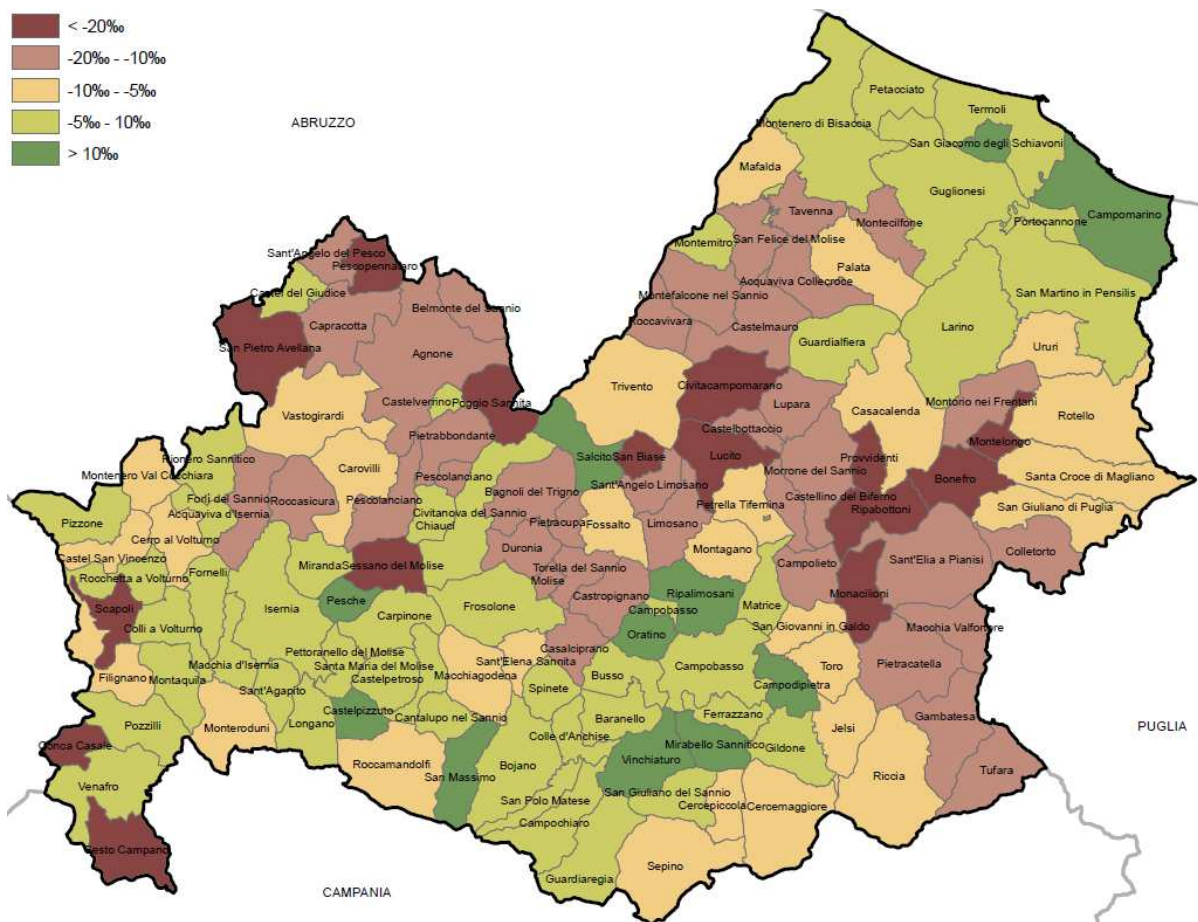 < -20‰
-20‰ - -10‰
-10‰ - -5‰
-5‰ - 10‰
> 10‰
ABRUZZO
PUGLIA
CAMPANIA
Petacciato
Termoli
Montenero di Bisaccia
San Giacomo degli Schiavoni
Mafalda
Guglionesi
Tavenna
Montecilfone
Portocannone
Campomarino
Montemitro
San Felice del Molise
Palata
Acquaviva Collecroce
San Martino in Pensilis
Montefalcone nel Sannio
Roccavivara
Castelmauro
Guardialfiera
Larino
Ururi
Sant'Angelo del Pesco
Pescopennataro
Castel del Giudice
Belmonte del Sannio
Capracotta
San Pietro Avellana
Agnone
Trivento
Civitacampomarano
Lupara
Casacalenda
Montorio nei Frentani
Rotello
Vastogirardi
Castelverrino
Poggio Sannita
Pietrabbondante
Castelbottaccio
Montelongo
Rionero Sannitico
Montenero Val Cocchiara
Carovilli
Pescolanciano
Salcito
San Biase
Lucito
Morrone del Sannio
Provvidenti
Bonefro
Santa Croce di Magliano
Forlì del Sannio
Roccasicura
Pescolanciano
Bagnoli del Trigno
Sant'Angelo Limosano
Castellino del Biferno
Ripabottoni
San Giuliano di Puglia
Acquaviva d'Isernia
Civitanova del Sannio
Chiauci
Pietracupa
Fossalto
Limosano
Petrella Tifernina
Pizzone
Cerro al Volturno
Castel San Vincenzo
Duronia
Montagano
Sant'Elia a Pianisi
Colletorto
Rocchetta a Volturno
Fornelli
Miranda
Sessano del Molise
Torella del Sannio
Molise
Campolieto
Scapoli
Colli a Volturno
Isernia
Pesche
Carpinone
Frosolone
Castropignano
Campobasso
Ripalimosani
Matrice
Monacilioni
Oratino
San Giovanni in Galdo
Macchia Valfortore
Pettoranello del Molise
Casalciprano
Macchia d'Isernia
Santa Maria del Molise
Sant'Elena Sannita
Filignano
Montaquila
Castelpetroso
Macchiagodena
Busso
Campobasso
Toro
Pietracatella
Sant'Agapito
Spinete
Campodipietra
Pozzilli
Monteroduni
Longano
Castelpizzuto
Cantalupo nel Sannio
Baranello
Ferrazzano
Gambatesa
Conca Casale
Colle d'Anchise
Mirabello Sannitico
Gildone
Jelsi
Roccamandolfi
Bojano
Vinchiaturo
Riccia
Tufara
Venafro
San Massimo
San Giuliano del Sannio
San Polo Matese
Cercepiccola
Cercemaggiore
Campochiaro
Sesto Campano
Sepino
Guardiaregia